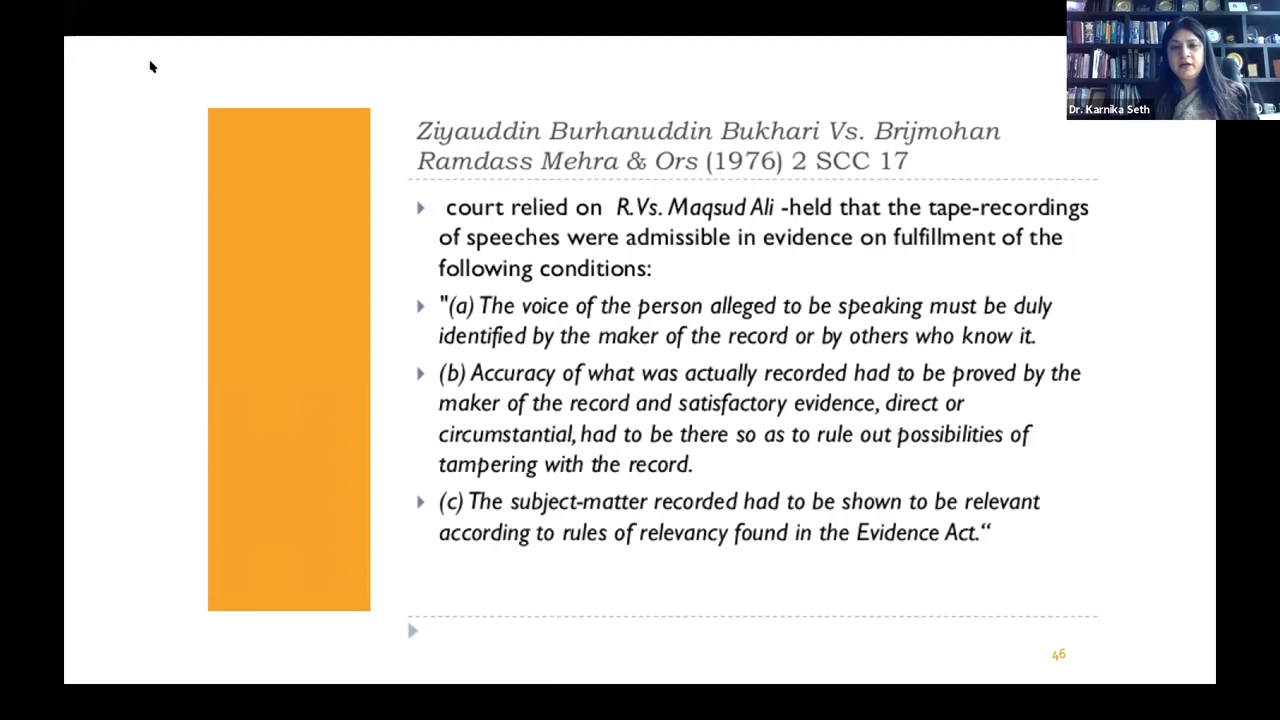 Dr. Karnika Seth
Ziyauddin Burhanuddin Bukhari Vs. Brijmohan
Ramdass Mehra & Ors (1976) 2 SCC 17
court relied on R.Vs. Maqsud Ali -held that the tape-recordings
of speeches were admissible in evidence on fulfillment of the
following conditions:
"(a) The voice of the person alleged to be speaking must be duly
identified by the maker of the record or by others who know it.
(b) Accuracy of what was actually recorded had to be proved by the
maker of the record and satisfactory evidence, direct or
circumstantial, had to be there so as to rule out possibilities of
tampering with the record.
(c) The subject-matter recorded had to be shown to be relevant
according to rules of relevancy found in the Evidence Act.“
46